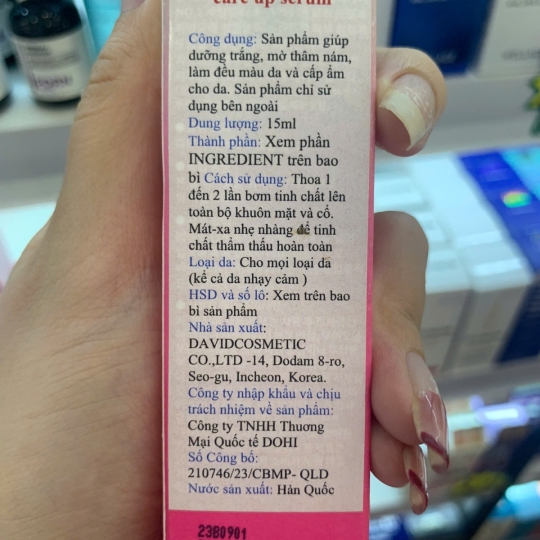 care up serum
Công dụng: Sản phẩm giúp
dưỡng trắng, mờ thâm nám,
làm đều màu da và cấp ẩm
cho da. Sản phẩm chỉ sử
dụng bên ngoài
Dung lượng: 15ml
Thành phần: Xem phần
INGREDIENT trên bao
bì Cách sử dụng: Thoa 1
đến 2 lần bơm tinh chất lên
toàn bộ khuôn mặt và cổ.
Mát-xa nhẹ nhàng để tinh
chất thẩm thấu hoàn toàn
Loại da: Cho mọi loại da
(kể cả da nhạy cảm )
HSD và số lô: Xem trên bao
bì sản phẩm
Nhà sản xuất:
DAVIDCOSMETIC
CO.,LTD -14, Dodam 8-ro,
Seo-gu, Incheon, Korea.
Công ty nhập khẩu và chịu
trách nhiệm về sản phẩm:
Công ty TNHH Thương
Mại Quốc tế DOHI
Số Công bố:
210746/23/CBMP- QLD
Nước sản xuất: Hàn Quốc
23B0901